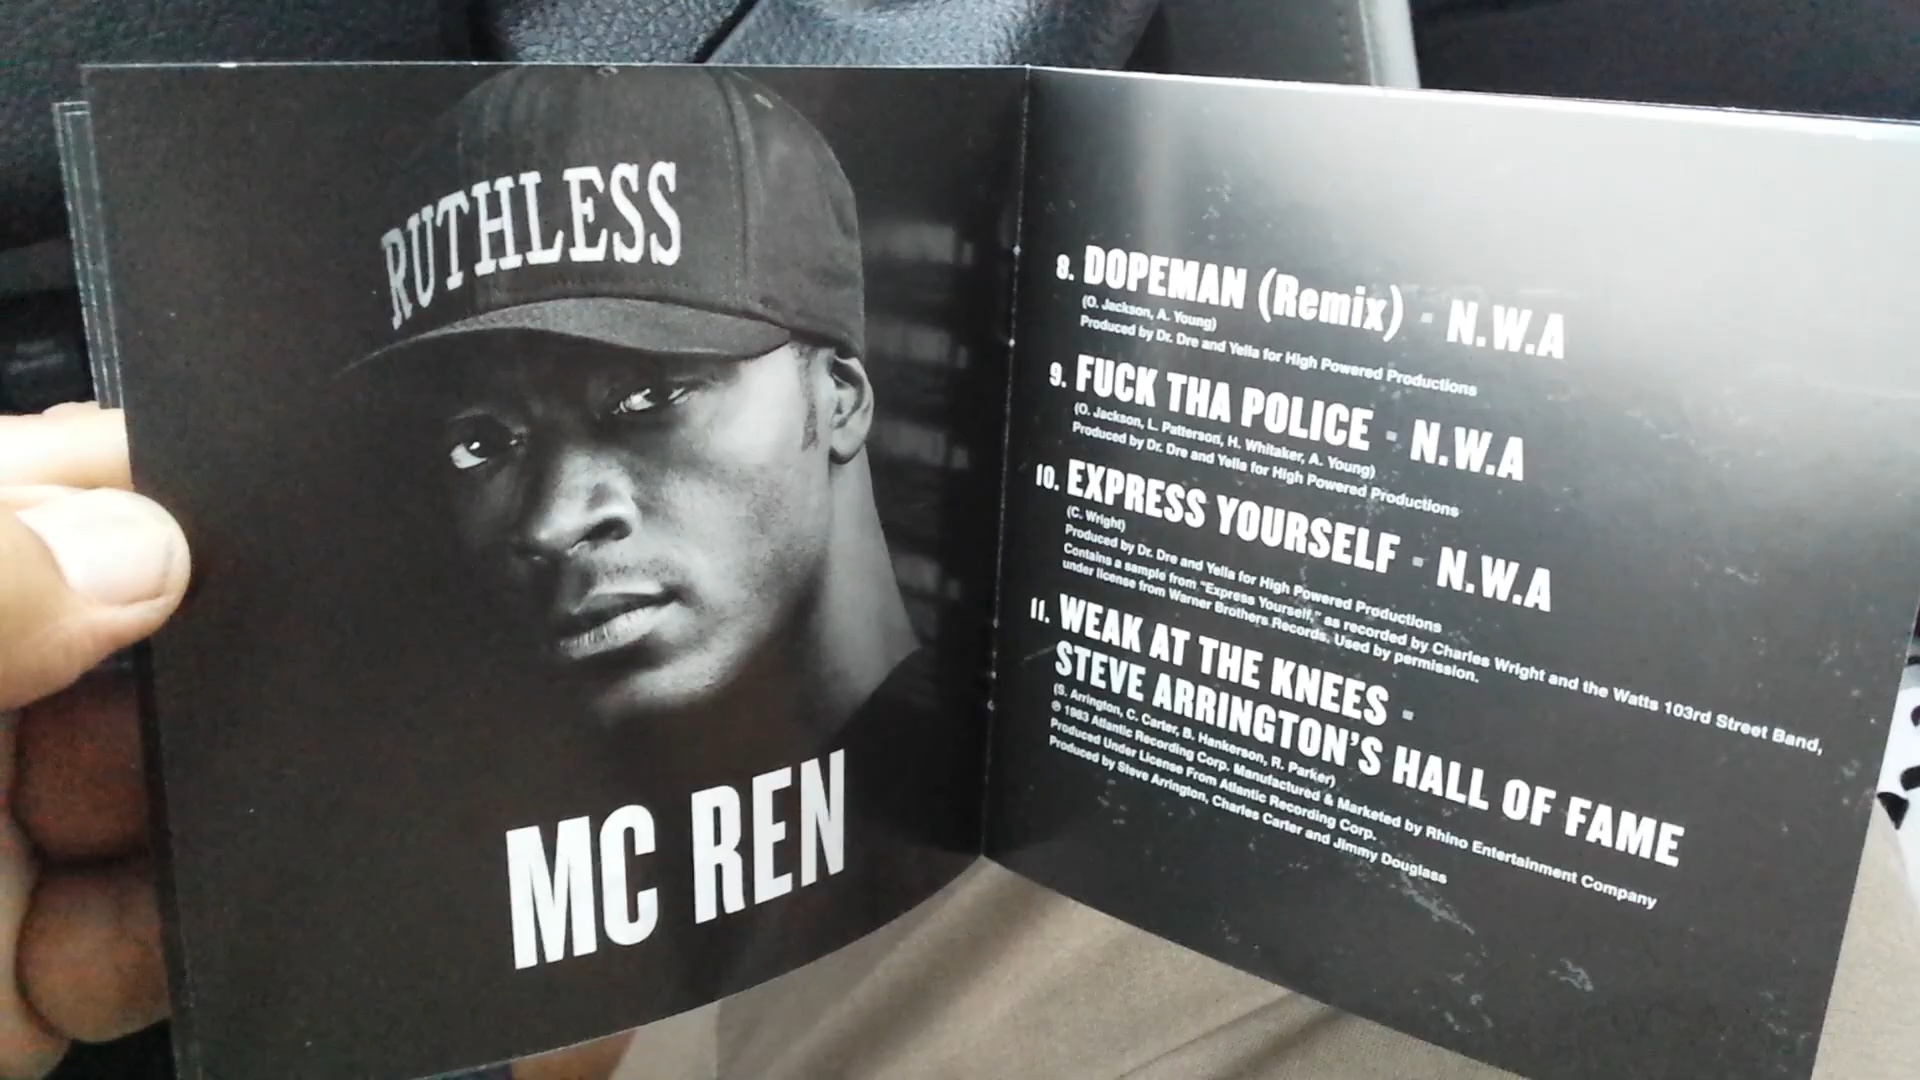 RUTHLESS
MC REN
8. DOPEMAN (Remix) - N.W.A
(O. Jackson, A. Young)
Produced by Dr. Dre and Yella for High Powered Productions
9. FUCK THA POLICE - N.W.A
(O. Jackson, L. Patterson, H. Whitaker, A. Young)
Produced by Dr. Dre and Yella for High Powered Productions
10. EXPRESS YOURSELF - N.W.A
(C. Wright)
Produced by Dr. Dre and Yella for High Powered Productions
Contains a sample from "Express Yourself," as recorded by Charles Wright and the Watts 103rd Street Band,
under license from Warner Brothers Records. Used by permission.
11. WEAK AT THE KNEES -
STEVE ARRINGTON'S HALL OF FAME
(S. Arrington, C. Carter, B. Hankerson, R. Parker)
℗ 1983 Atlantic Recording Corp. Manufactured & Marketed by Rhino Entertainment Company
Produced Under License From Atlantic Recording Corp.
Produced by Steve Arrington, Charles Carter and Jimmy Douglass